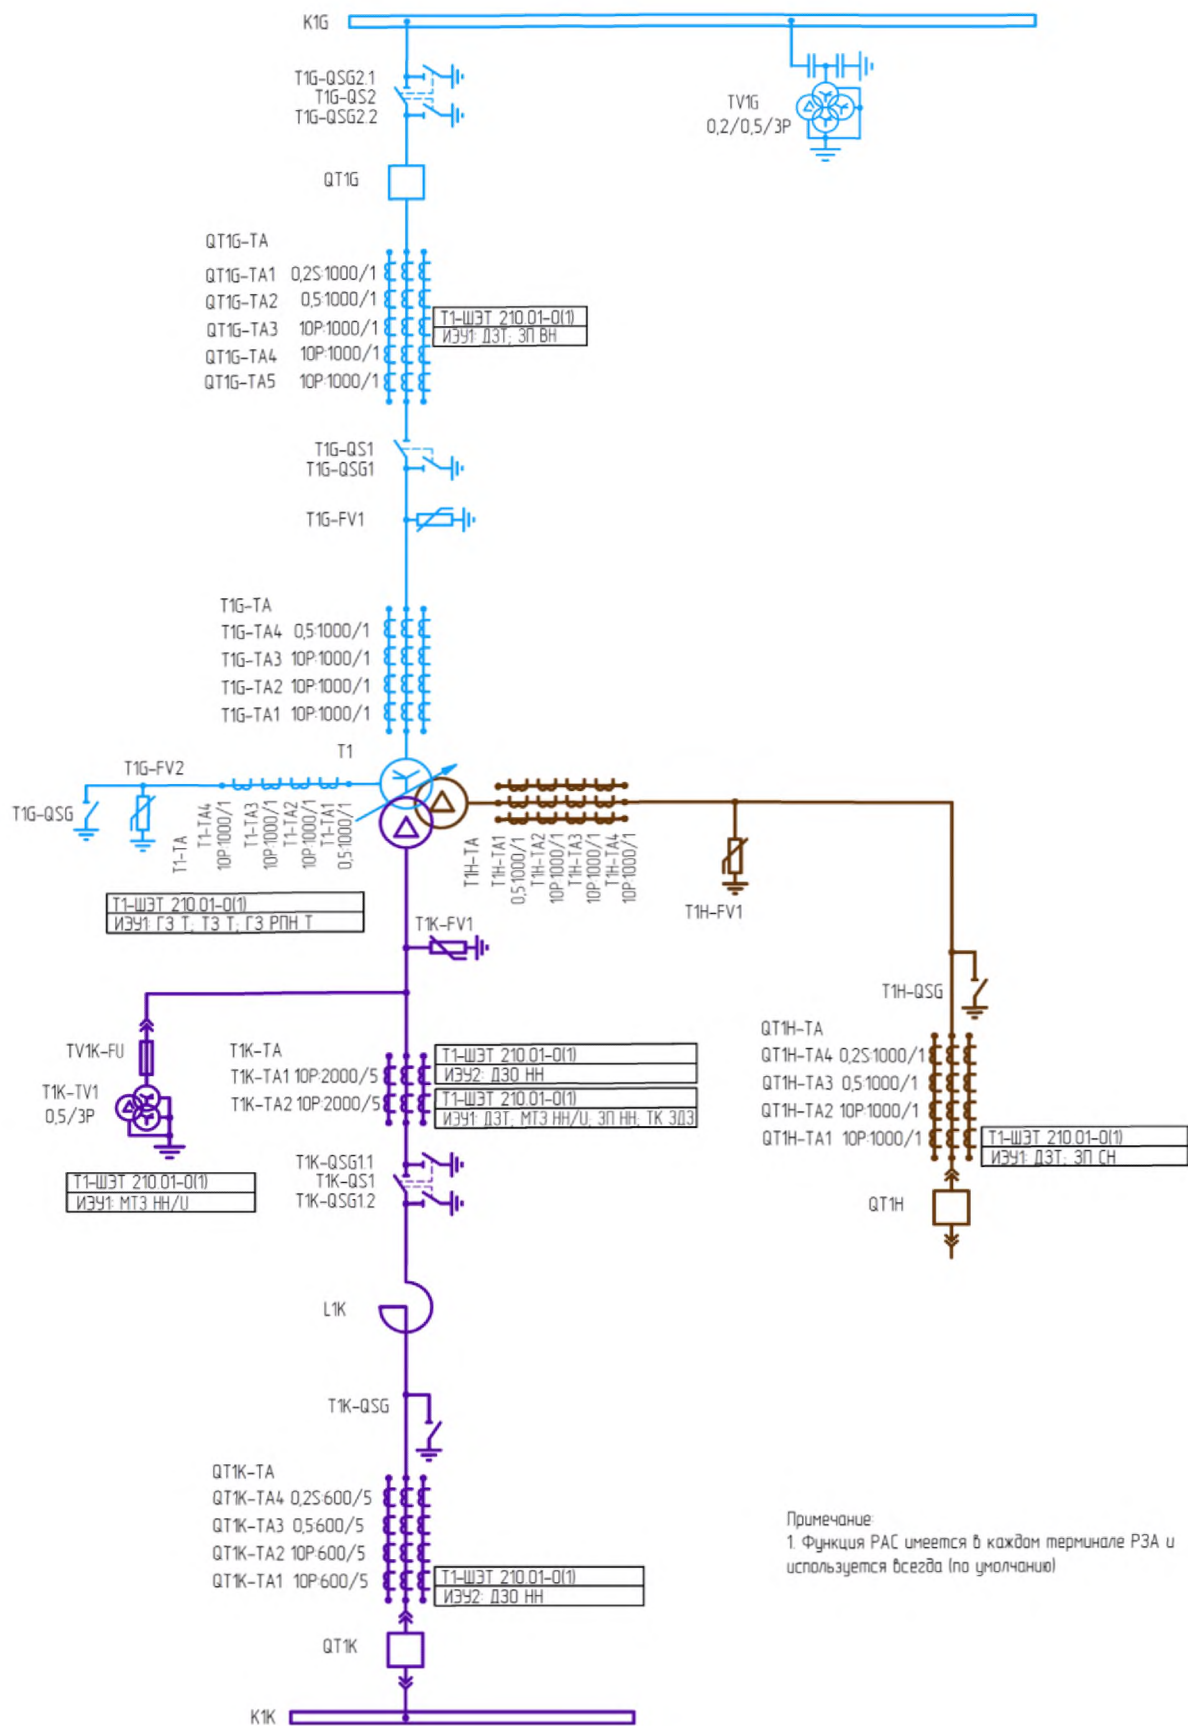 K1G
T1G-QSG2.1
T1G-QS2
T1G-QSG2.2
TV1G
0,2/0,5/3P
QT1G
QT1G-TA
QT1G-TA1 0,2S:1000/1
QT1G-TA2 0,5:1000/1
QT1G-TA3 10P:1000/1
QT1G-TA4 10P:1000/1
QT1G-TA5 10P:1000/1
Т1-ШЭТ 210.01-0(1)
ИЭУ1: ДЗТ; ЗП ВН
T1G-QS1
T1G-QSG1
T1G-FV1
T1G-TA
T1G-TA4 0,5:1000/1
T1G-TA3 10P:1000/1
T1G-TA2 10P:1000/1
T1G-TA1 10P:1000/1
T1
T1G-FV2
T1G-QSG
T1-TA
T1-TA4
10P:1000/1
T1-TA3
10P:1000/1
T1-TA2
10P:1000/1
T1-TA1
0,5:1000/1
T1H-TA
T1H-TA1
0,5:1000/1
T1H-TA2
10P:1000/1
T1H-TA3
10P:1000/1
T1H-TA4
10P:1000/1
T1H-FV1
Т1-ШЭТ 210.01-0(1)
ИЭУ1: ГЗ Т; ТЗ Т; ГЗ РПН Т
T1K-FV1
T1H-QSG
TV1K-FU
T1K-TV1
0,5/3P
Т1-ШЭТ 210.01-0(1)
ИЭУ1: МТЗ НН/U
T1K-TA
T1K-TA1 10P:2000/5
T1K-TA2 10P:2000/5
Т1-ШЭТ 210.01-0(1)
ИЭУ2: ДЗО НН
Т1-ШЭТ 210.01-0(1)
ИЭУ1: ДЗТ; МТЗ НН/U; ЗП НН; ТК ЗДЗ
QT1H-TA
QT1H-TA4 0,2S:1000/1
QT1H-TA3 0,5:1000/1
QT1H-TA2 10P:1000/1
QT1H-TA1 10P:1000/1
Т1-ШЭТ 210.01-0(1)
ИЭУ1: ДЗТ; ЗП СН
QT1H
T1K-QSG1.1
T1K-QS1
T1K-QSG1.2
L1K
T1K-QSG
QT1K-TA
QT1K-TA4 0,2S:600/5
QT1K-TA3 0,5:600/5
QT1K-TA2 10P:600/5
QT1K-TA1 10P:600/5
Т1-ШЭТ 210.01-0(1)
ИЭУ2: ДЗО НН
QT1K
K1K
Примечание:
1. Функция РАС имеется в каждом терминале РЗА и
используется всегда (по умолчанию)